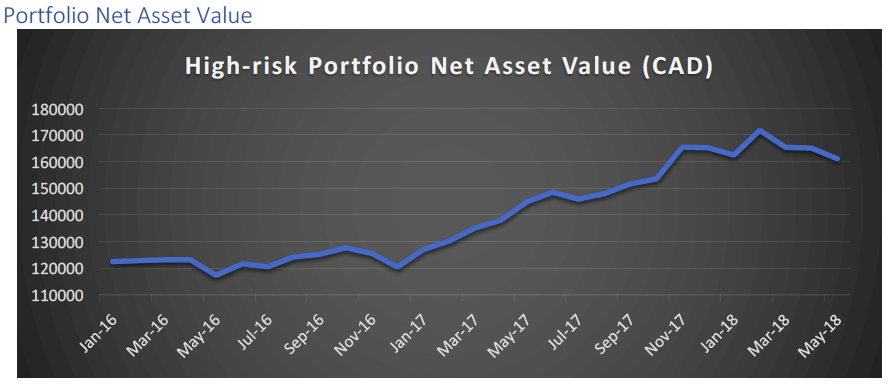 Portfolio Net Asset Value
High-risk Portfolio Net Asset Value (CAD)
180000
170000
160000
150000
140000
130000
120000
110000
Jan-16
Mar-16
May-16
Jul-16
Sep-16
Nov-16
Jan-17
Mar-17
May-17
Jul-17
Sep-17
Nov-17
Jan-18
Mar-18
May-18